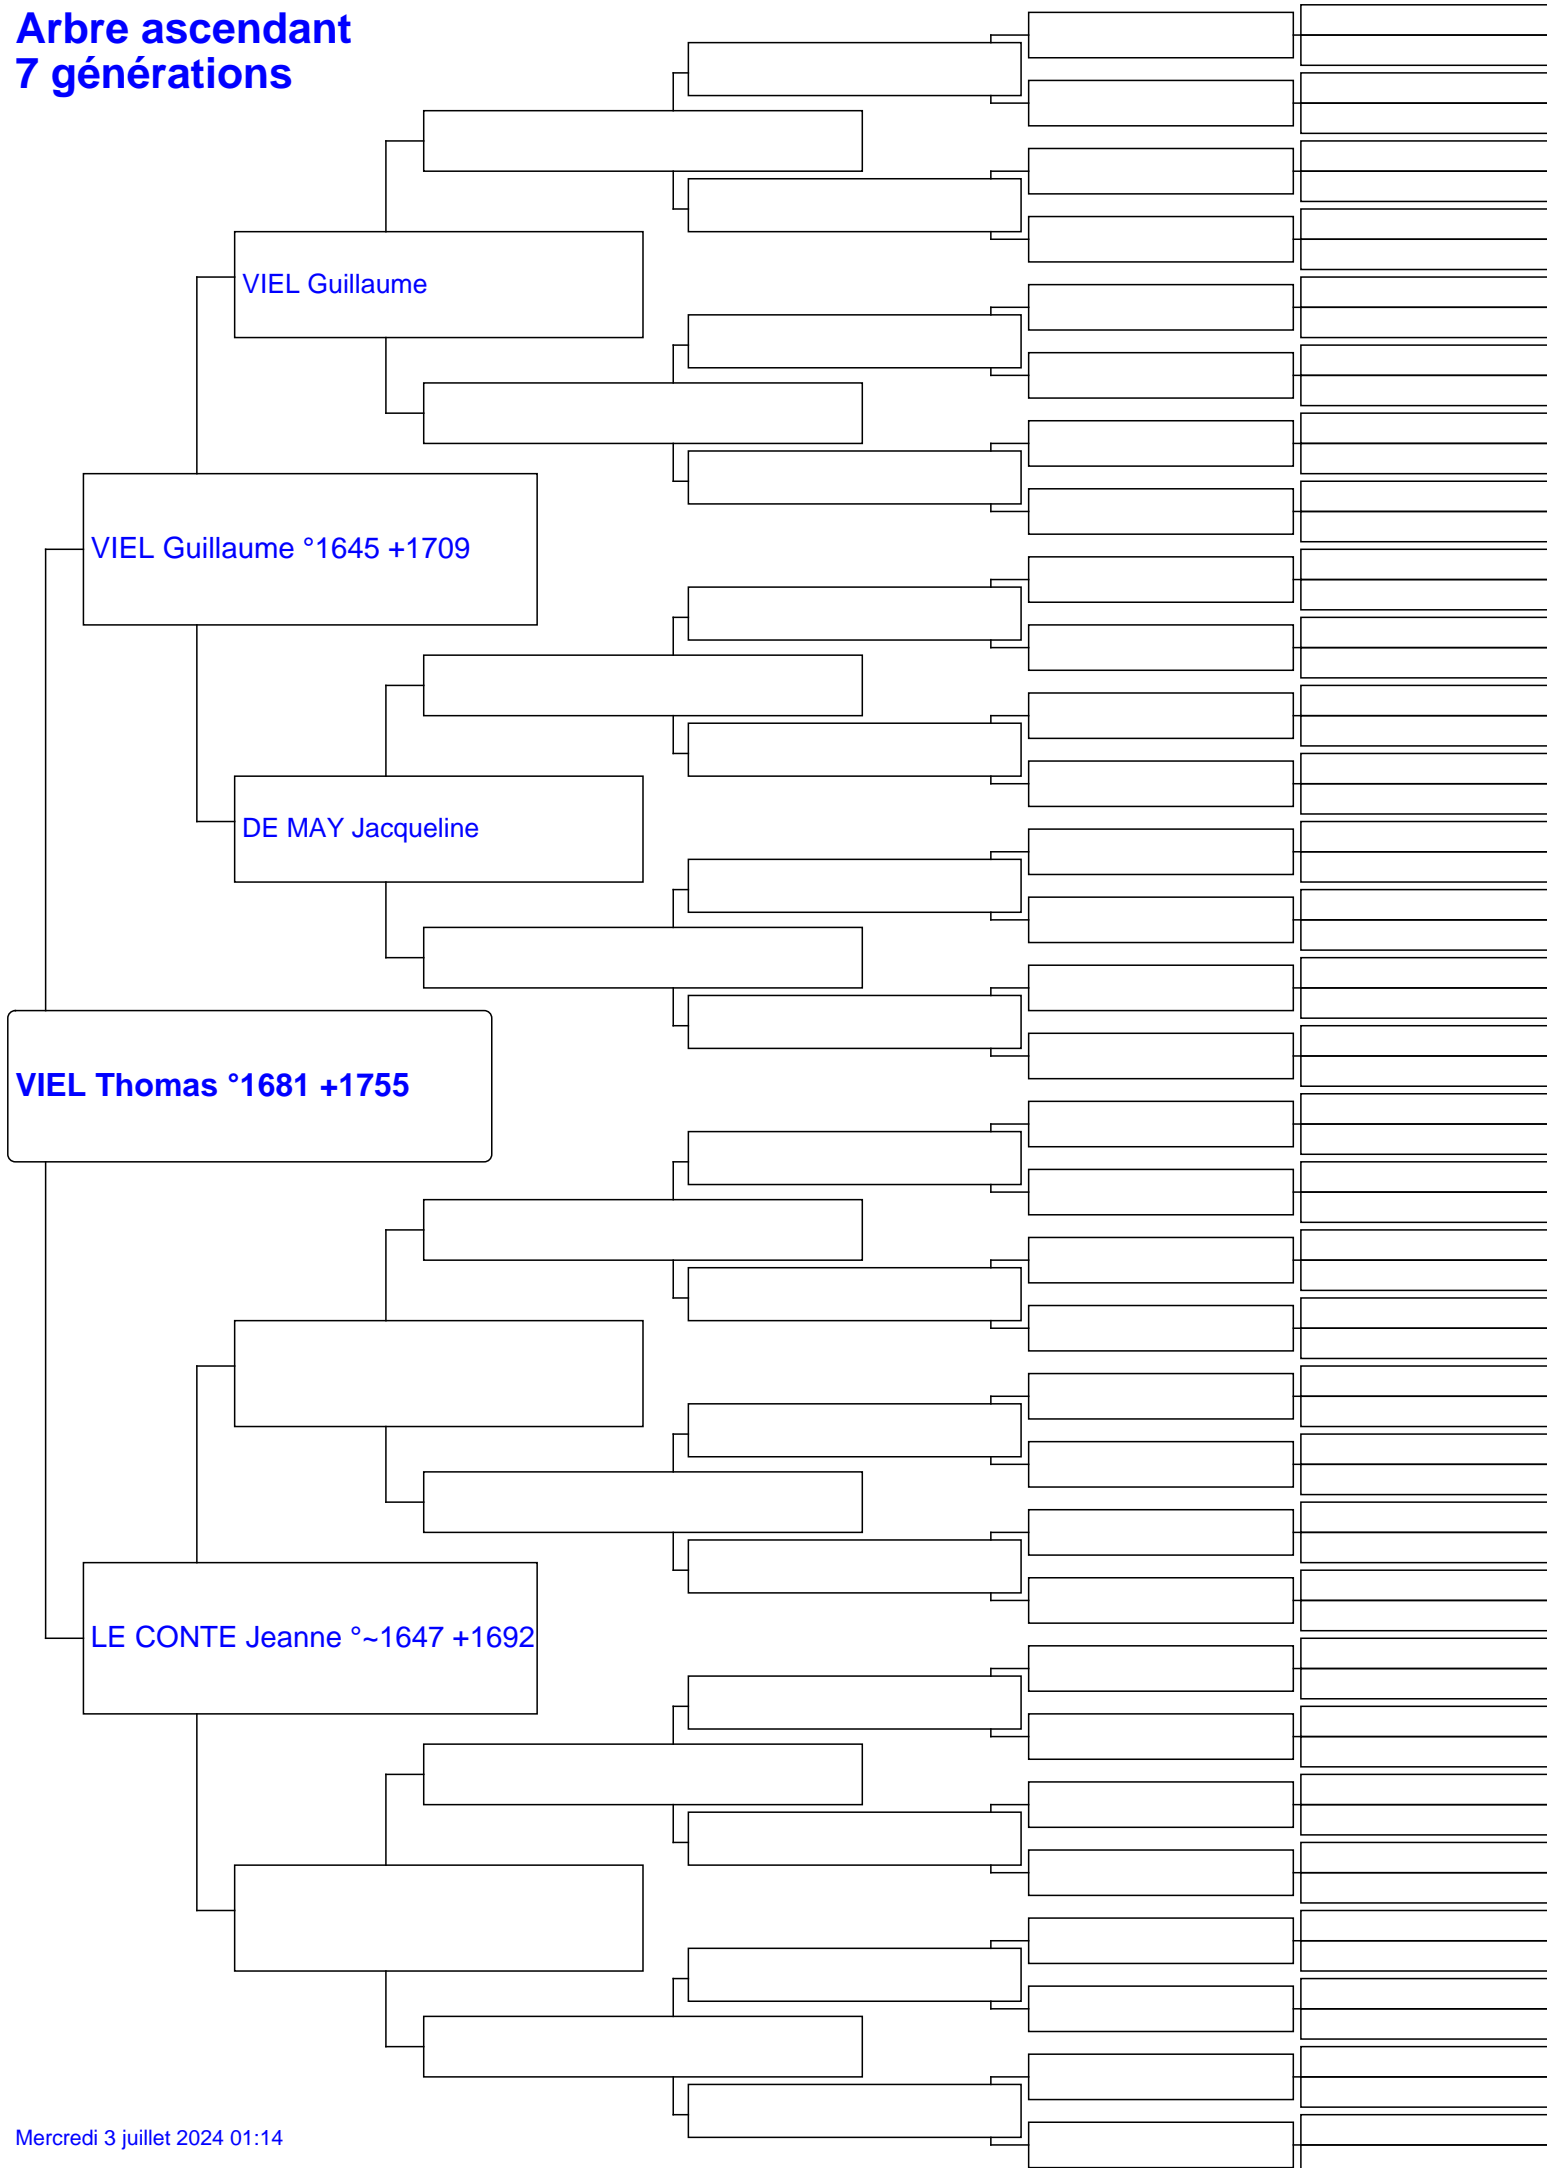 Arbre ascendant
7 générations
VIEL Guillaume
VIEL Guillaume °1645 +1709
DE MAY Jacqueline
VIEL Thomas °1681 +1755
LE CONTE Jeanne °~1647 +1692
Mercredi 3 juillet 2024 01:14